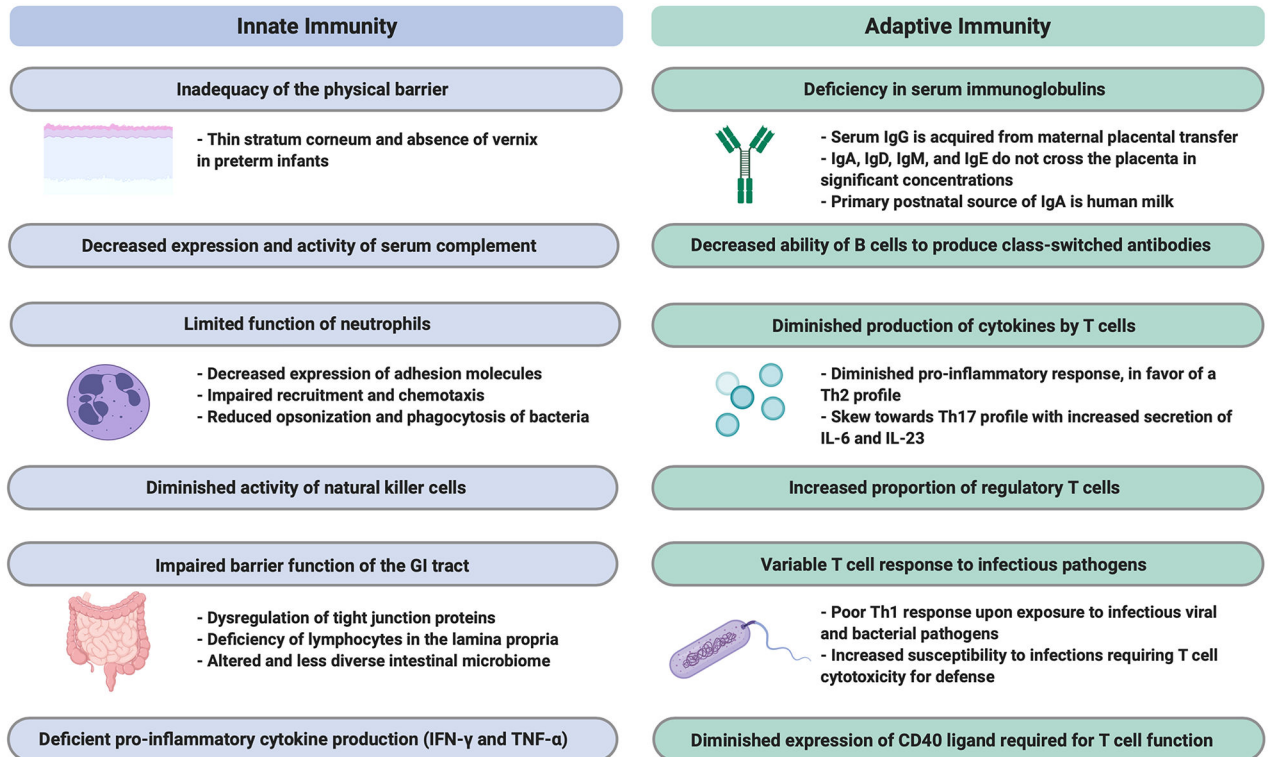 Innate Immunity
Inadequacy of the physical barrier
- Thin stratum corneum and absence of vernix
in preterm infants
Decreased expression and activity of serum complement
Limited function of neutrophils
- Decreased expression of adhesion molecules
- Impaired recruitment and chemotaxis
- Reduced opsonization and phagocytosis of bacteria
Diminished activity of natural killer cells
Impaired barrier function of the GI tract
- Dysregulation of tight junction proteins
- Deficiency of lymphocytes in the lamina propria
- Altered and less diverse intestinal microbiome
Deficient pro-inflammatory cytokine production (IFN-γ and TNF-α)
Adaptive Immunity
Deficiency in serum immunoglobulins
- Serum IgG is acquired from maternal placental transfer
- IgA, IgD, IgM, and IgE do not cross the placenta in
significant concentrations
- Primary postnatal source of IgA is human milk
Decreased ability of B cells to produce class-switched antibodies
Diminished production of cytokines by T cells
- Diminished pro-inflammatory response, in favor of a
Th2 profile
- Skew towards Th17 profile with increased secretion of
IL-6 and IL-23
Increased proportion of regulatory T cells
Variable T cell response to infectious pathogens
- Poor Th1 response upon exposure to infectious viral
and bacterial pathogens
- Increased susceptibility to infections requiring T cell
cytotoxicity for defense
Diminished expression of CD40 ligand required for T cell function